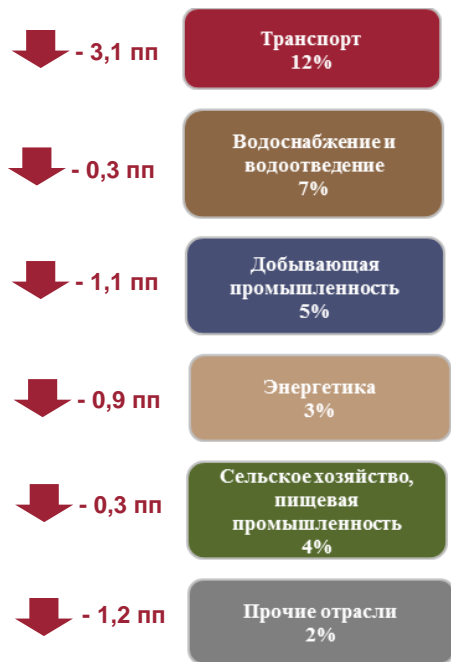 - 3,1 пп
Транспорт
12%
- 0,3 пп
Водоснабжение и
водоотведение
7%
- 1,1 пп
Добывающая
промышленность
5%
- 0,9 пп
Энергетика
3%
- 0,3 пп
Сельское хозяйство,
пищевая
промышленность
4%
- 1,2 пп
Прочие отрасли
2%